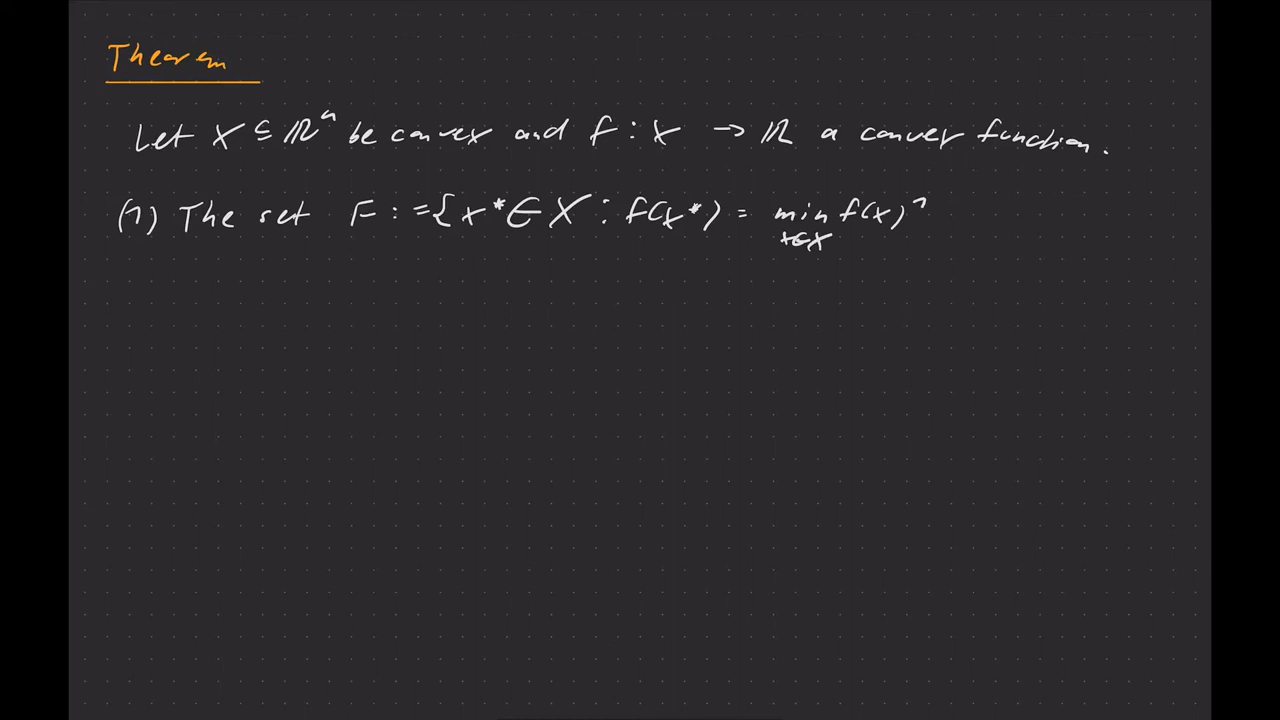 Theorem
Let X ⊆ ℝⁿ be convex and f : X → ℝ a convex function.
(1) The set F := { x* ∈ X : f(x*) = min f(x)
x∈X